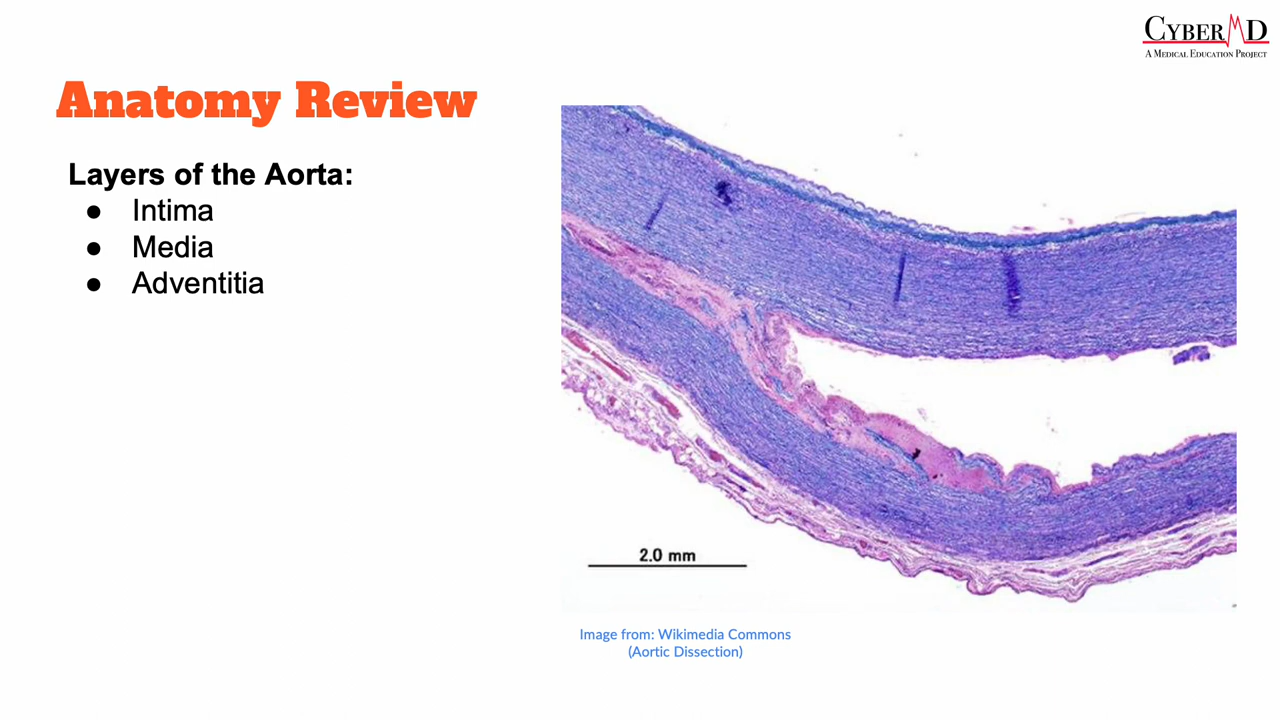 CYBERMD
A MEDICAL EDUCATION PROJECT
Anatomy Review
Layers of the Aorta:
● Intima
● Media
● Adventitia
2.0 mm
Image from: Wikimedia Commons
(Aortic Dissection)